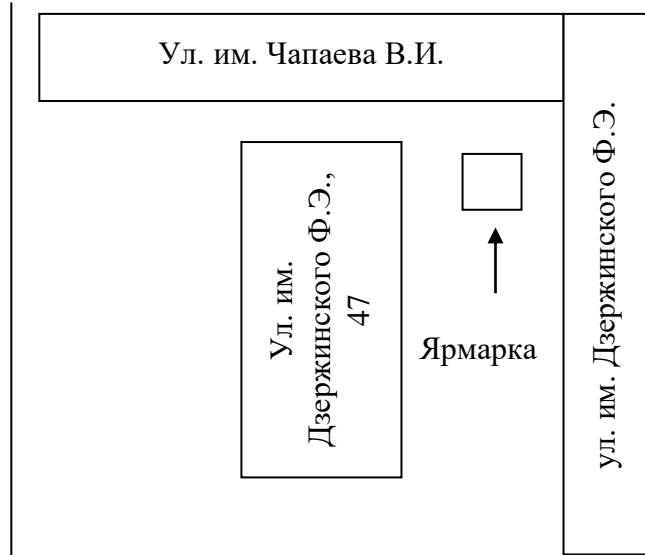 Ул. им. Чапаева В.И.
Ул. им.
Дзержинского Ф.Э.,
47
Ярмарка
ул. им. Дзержинского Ф.Э.